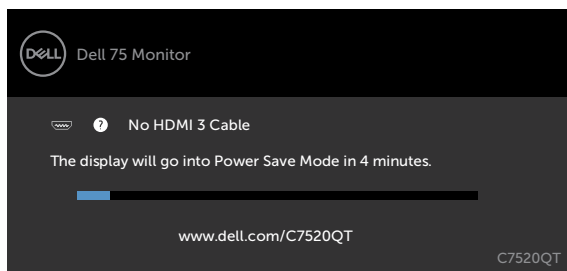 DELL
Dell 75 Monitor
? No HDMI 3 Cable
The display will go into Power Save Mode in 4 minutes.
www.dell.com/C7520QT
C7520QT